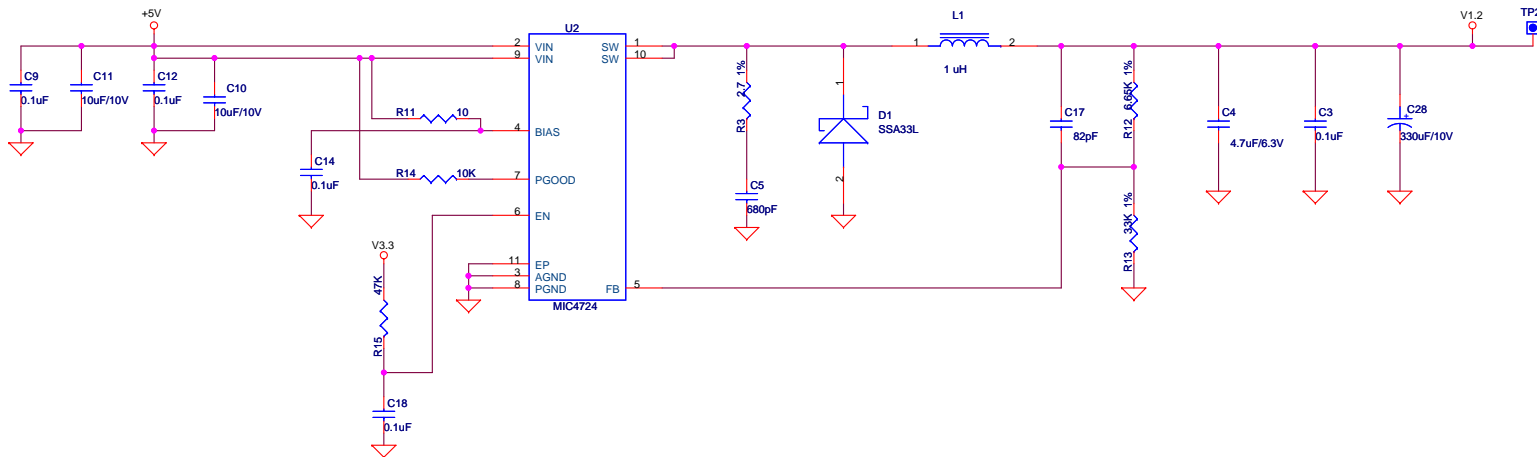 +5V
C9
0.1uF
C11
10uF/10V
C12
0.1uF
C10
10uF/10V
R11
10
C14
0.1uF
R14
10K
V3.3
47K
R15
C18
0.1uF
U2
2
VIN
9
VIN
4
BIAS
7
PGOOD
6
EN
11
EP
3
AGND
8
PGND
SW
1
SW
10
FB
5
MIC4724
R3
2.7 1%
C5
680pF
1
D1
SSA33L
2
L1
1
2
1 uH
C17
82pF
R12
6.65K 1%
R13
33K 1%
C4
4.7uF/6.3V
C3
0.1uF
+
C28
330uF/10V
V1.2